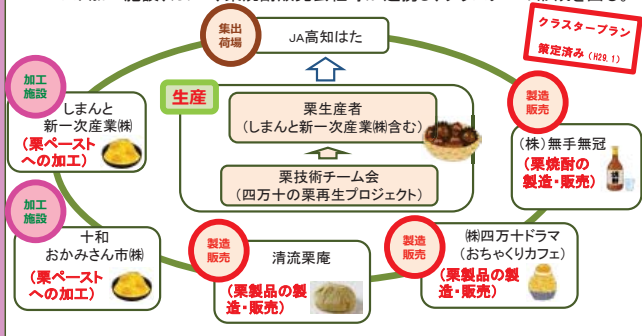 集出
荷場
JA高知はた
クラスタープラン
策定済み（H29.1）
加工
施設
しまんと
新一次産業㈱
(栗ペースト
への加工)
生産
栗生産者
(しまんと新一次産業㈱含む)
栗技術チーム会
(四万十の栗再生プロジェクト)
製造
販売
(株)無手無冠
(栗焼酎の
製造・販売)
加工
施設
十和
おかみさん市㈱
(栗ペースト
への加工)
製造
販売
清流栗庵
(栗製品の製
造・販売)
製造
販売
㈱四万十ドラマ
(おちゃくりカフェ)
(栗製品の製
造・販売)